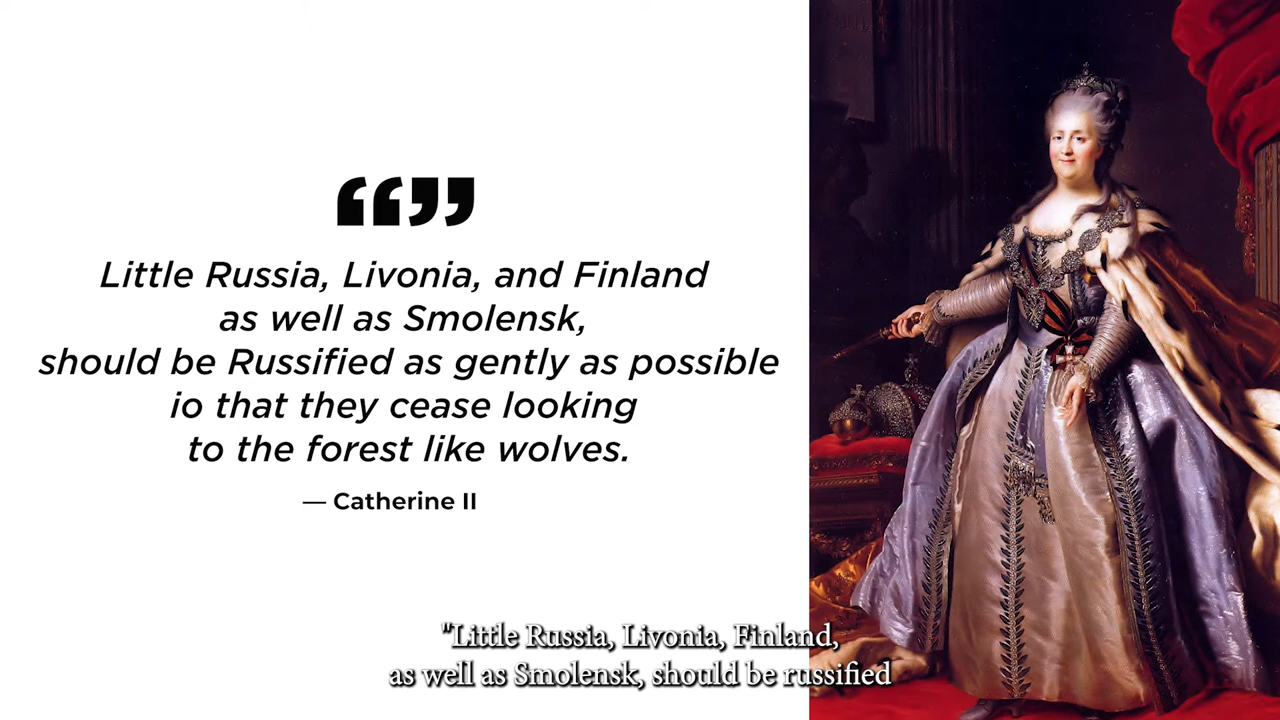 ““””
Little Russia, Livonia, and Finland
as well as Smolensk,
should be Russified as gently as possible
io that they cease looking
to the forest like wolves.
— Catherine II
"Little Russia, Livonia, Finland,
as well as Smolensk, should be russified